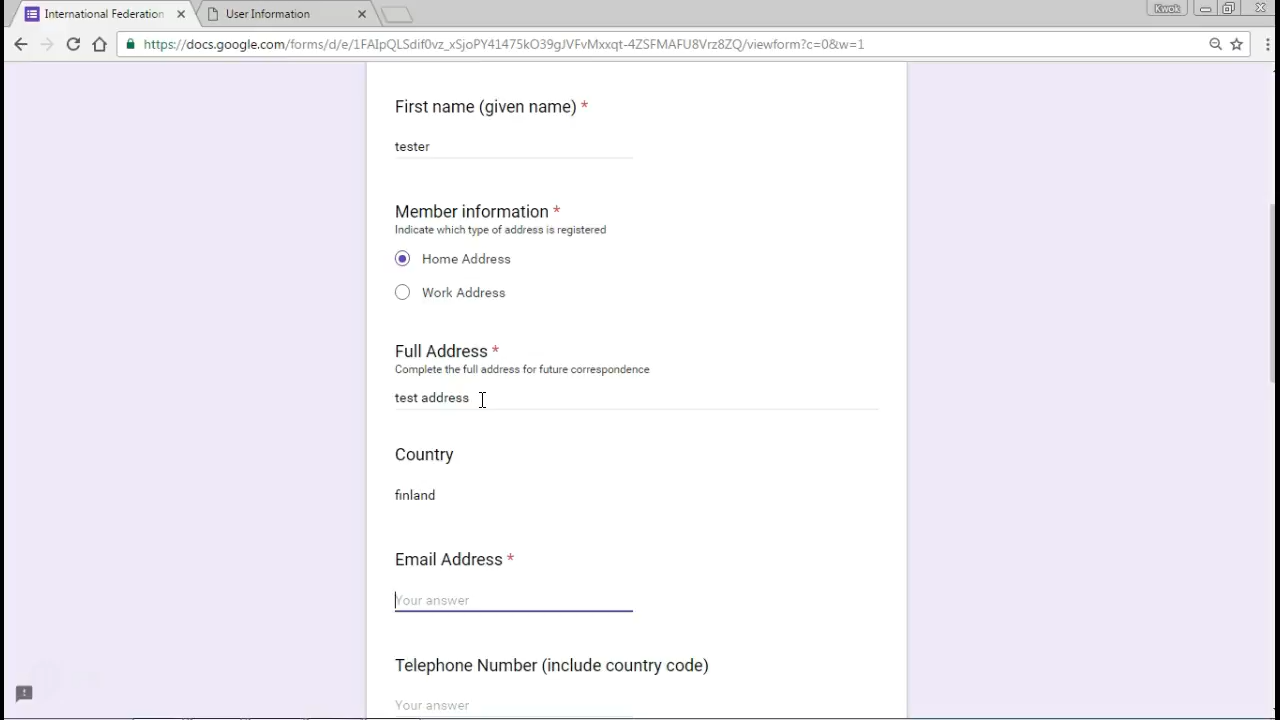 International Federation
User Information
Kwok
https://docs.google.com/forms/d/e/1FAIpQLSdif0vz_xSjoPY41475kO39gJVFvMxxqt-4ZSFMAFU8Vrz8ZQ/viewform?c=0&w=1
First name (given name) *
tester
Member information *
Indicate which type of address is registered
Home Address
Work Address
Full Address *
Complete the full address for future correspondence
test address
Country
finland
Email Address *
Your answer
Telephone Number (include country code)
Your answer